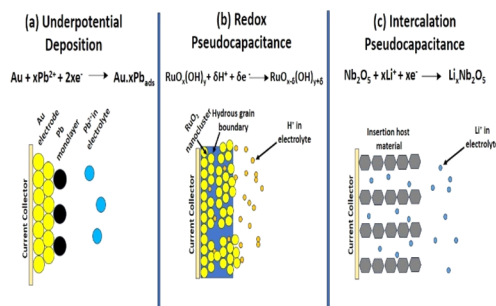 (a) Underpotential
Deposition
Au + xPb²⁺ + 2xe⁻ → Au.xPb_ads
Au
electrode
Pb
monolayer
Pb²⁺in
electrolyte
Current Collector
(b) Redox
Pseudocapacitance
RuOₓ(OH)ᵧ+ δH⁺ + δe⁻ → RuOₓ₋δ(OH)ᵧ₊δ
RuO₂
nanocluster
Hydrous grain
boundary
H⁺ in
electrolyte
Current Collector
(c) Intercalation
Pseudocapacitance
Nb₂O₅ + xLi⁺ + xe⁻ → LiₓNb₂O₅
Insertion host
material
Li⁺ in
electrolyte
Current Collector